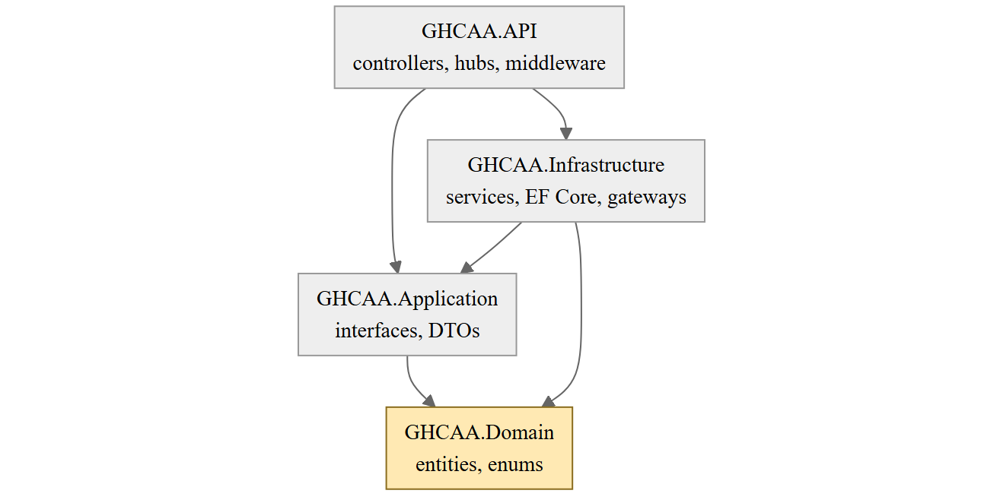 GHCAA.API
controllers, hubs, middleware
GHCAA.Infrastructure
services, EF Core, gateways
GHCAA.Application
interfaces, DTOs
GHCAA.Domain
entities, enums